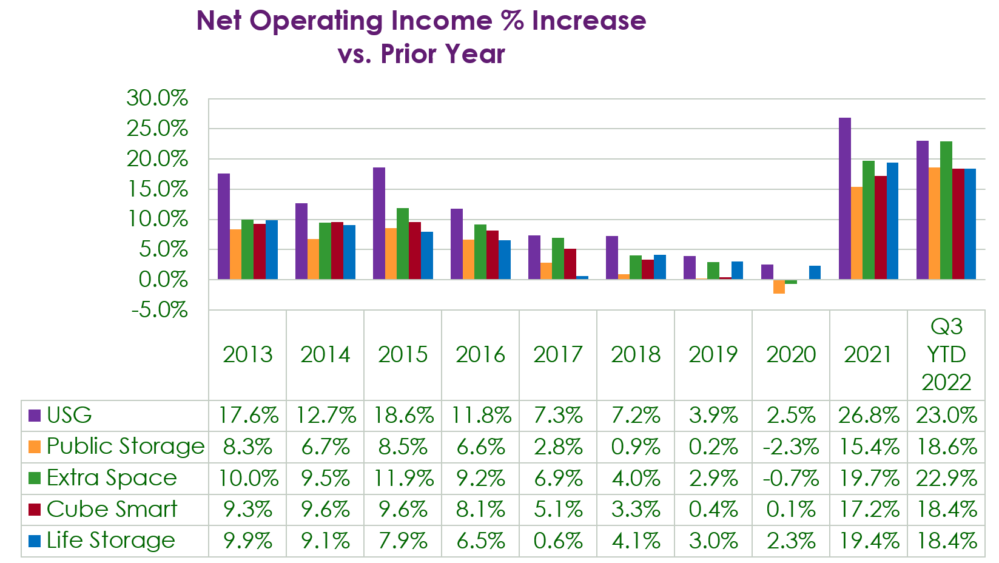 Net Operating Income % Increase
vs. Prior Year
30.0%
25.0%
20.0%
15.0%
10.0%
5.0%
0.0%
-5.0%
2013 2014 2015 2016 2017 2018 2019 2020 2021 Q3 YTD 2022
USG 17.6% 12.7% 18.6% 11.8% 7.3% 7.2% 3.9% 2.5% 26.8% 23.0%
Public Storage 8.3% 6.7% 8.5% 6.6% 2.8% 0.9% 0.2% -2.3% 15.4% 18.6%
Extra Space 10.0% 9.5% 11.9% 9.2% 6.9% 4.0% 2.9% -0.7% 19.7% 22.9%
Cube Smart 9.3% 9.6% 9.6% 8.1% 5.1% 3.3% 0.4% 0.1% 17.2% 18.4%
Life Storage 9.9% 9.1% 7.9% 6.5% 0.6% 4.1% 3.0% 2.3% 19.4% 18.4%